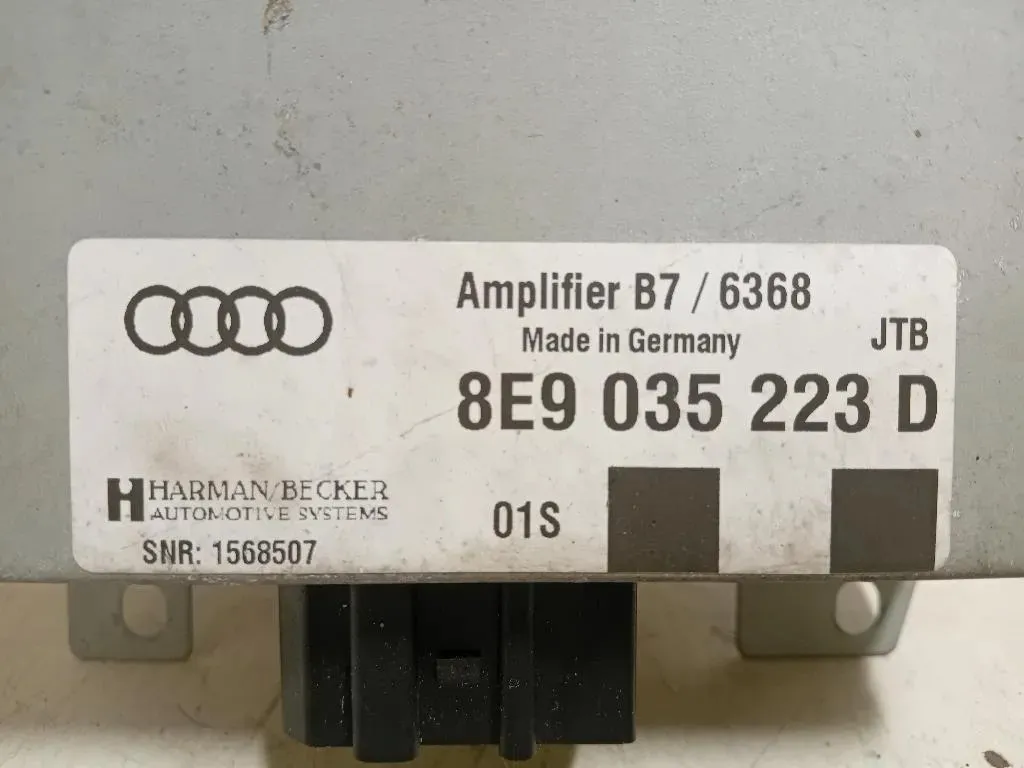 Amplifier B7 / 6368
Made in Germany
JTB
8E9 035 223 D
HARMAN/BECKER
AUTOMOTIVE SYSTEMS
01S
SNR: 1568507